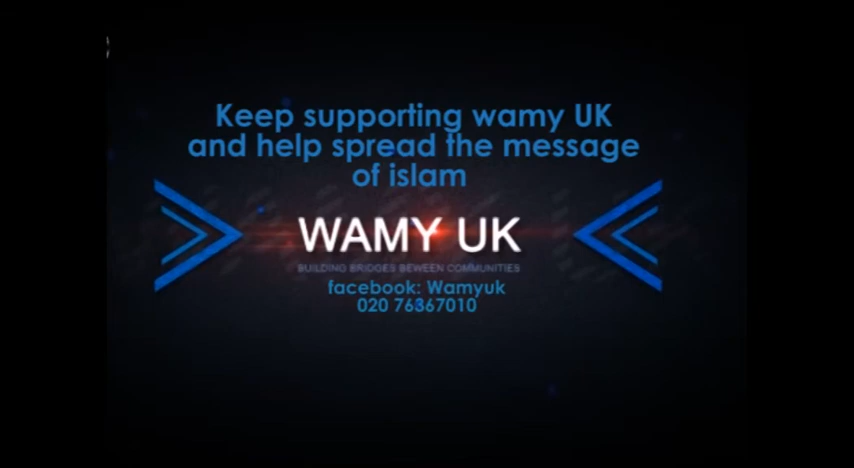 Keep supporting wamy UK
and help spread the message
of islam
WAMY UK
BUILDING BRIDGES BEWEEN COMMUNITIES
facebook: Wamyuk
020 76367010